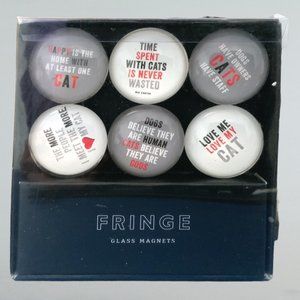 HAPPY IS THE
HOME WITH
AT LEAST ONE
CAT
TIME
SPENT
WITH CATS
IS NEVER
WASTED
DOGS
HAVE OWNERS
CATS
HAVE STAFF
THE MORE
PEOPLE
I MEET THE
MORE
MY CAT
DOGS
BELIEVE THEY
ARE HUMAN
CATS BELIEVE
THEY ARE
GODS
LOVE ME
LOVE MY
CAT
FRINGE
GLASS MAGNETS